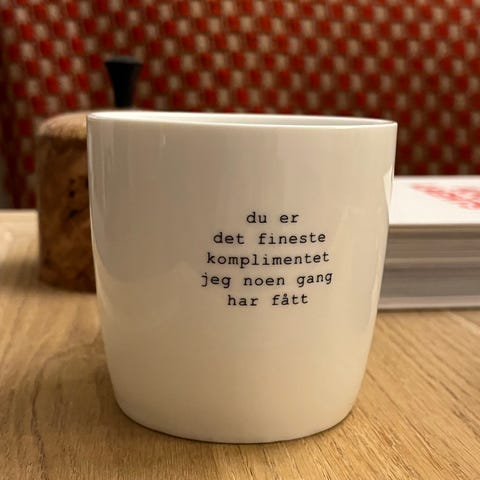 du er
det fineste
komplimentet
jeg noen gang
har fått